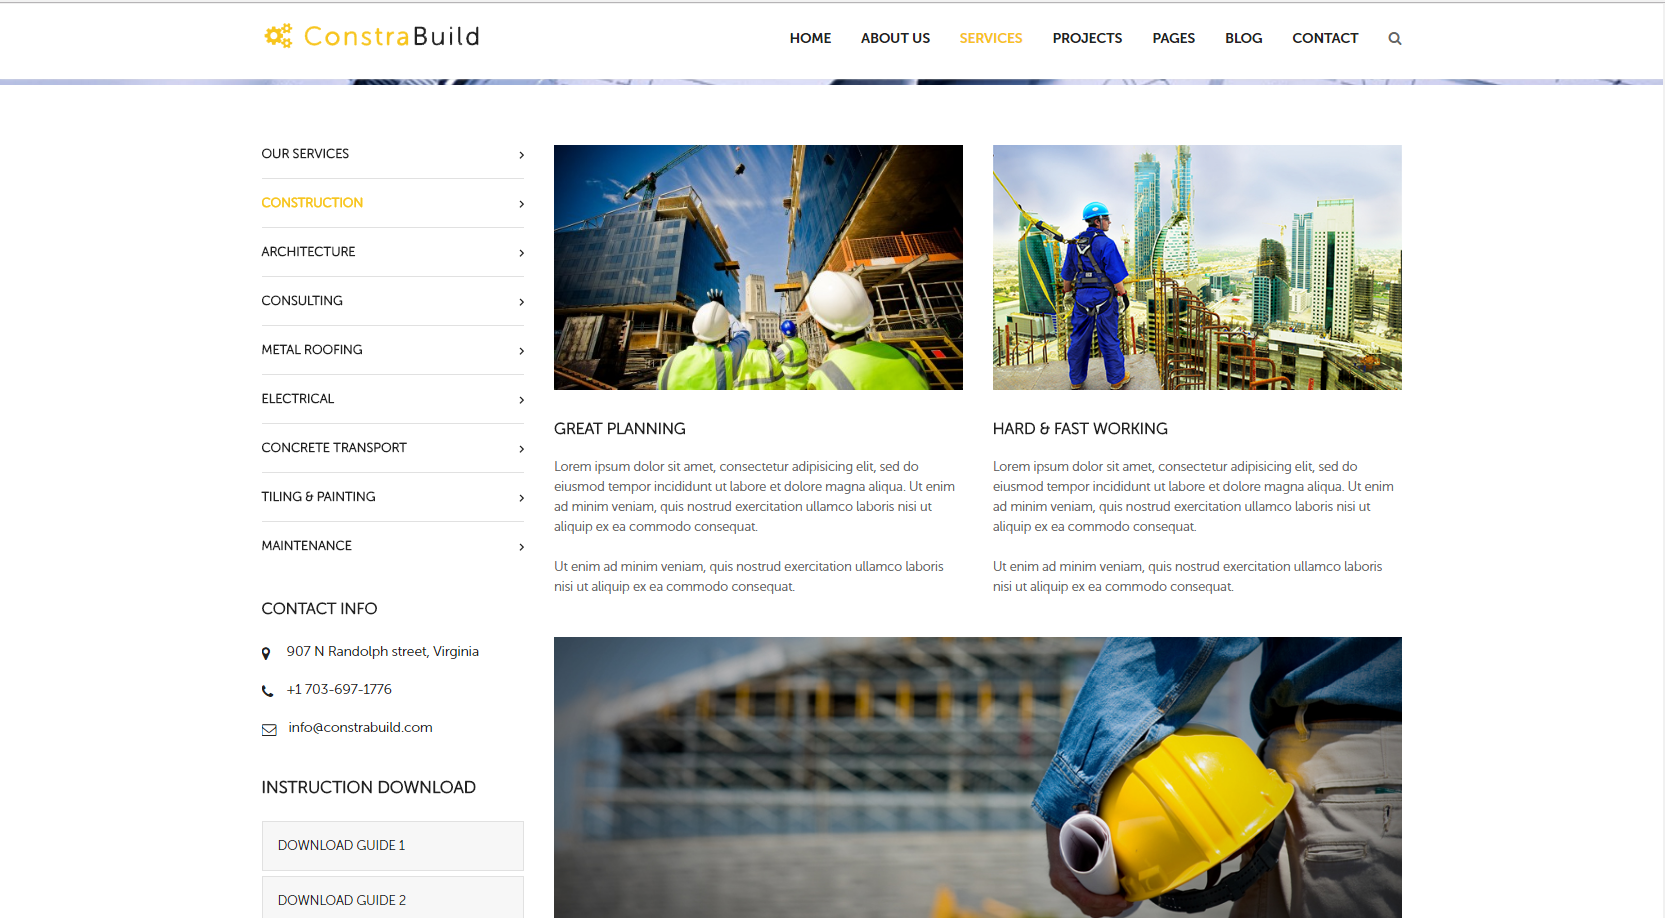 ConstraBuild
HOME ABOUT US SERVICES PROJECTS PAGES BLOG CONTACT
OUR SERVICES
CONSTRUCTION
ARCHITECTURE
CONSULTING
METAL ROOFING
ELECTRICAL
CONCRETE TRANSPORT
TILING & PAINTING
MAINTENANCE
CONTACT INFO
907 N Randolph street, Virginia
+1 703-697-1776
info@constrabuild.com
INSTRUCTION DOWNLOAD
DOWNLOAD GUIDE 1
DOWNLOAD GUIDE 2
GREAT PLANNING
Lorem ipsum dolor sit amet, consectetur adipisicing elit, sed do
eiusmod tempor incididunt ut labore et dolore magna aliqua. Ut enim
ad minim veniam, quis nostrud exercitation ullamco laboris nisi ut
aliquip ex ea commodo consequat.
Ut enim ad minim veniam, quis nostrud exercitation ullamco laboris
nisi ut aliquip ex ea commodo consequat.
HARD & FAST WORKING
Lorem ipsum dolor sit amet, consectetur adipisicing elit, sed do
eiusmod tempor incididunt ut labore et dolore magna aliqua. Ut enim
ad minim veniam, quis nostrud exercitation ullamco laboris nisi ut
aliquip ex ea commodo consequat.
Ut enim ad minim veniam, quis nostrud exercitation ullamco laboris
nisi ut aliquip ex ea commodo consequat.